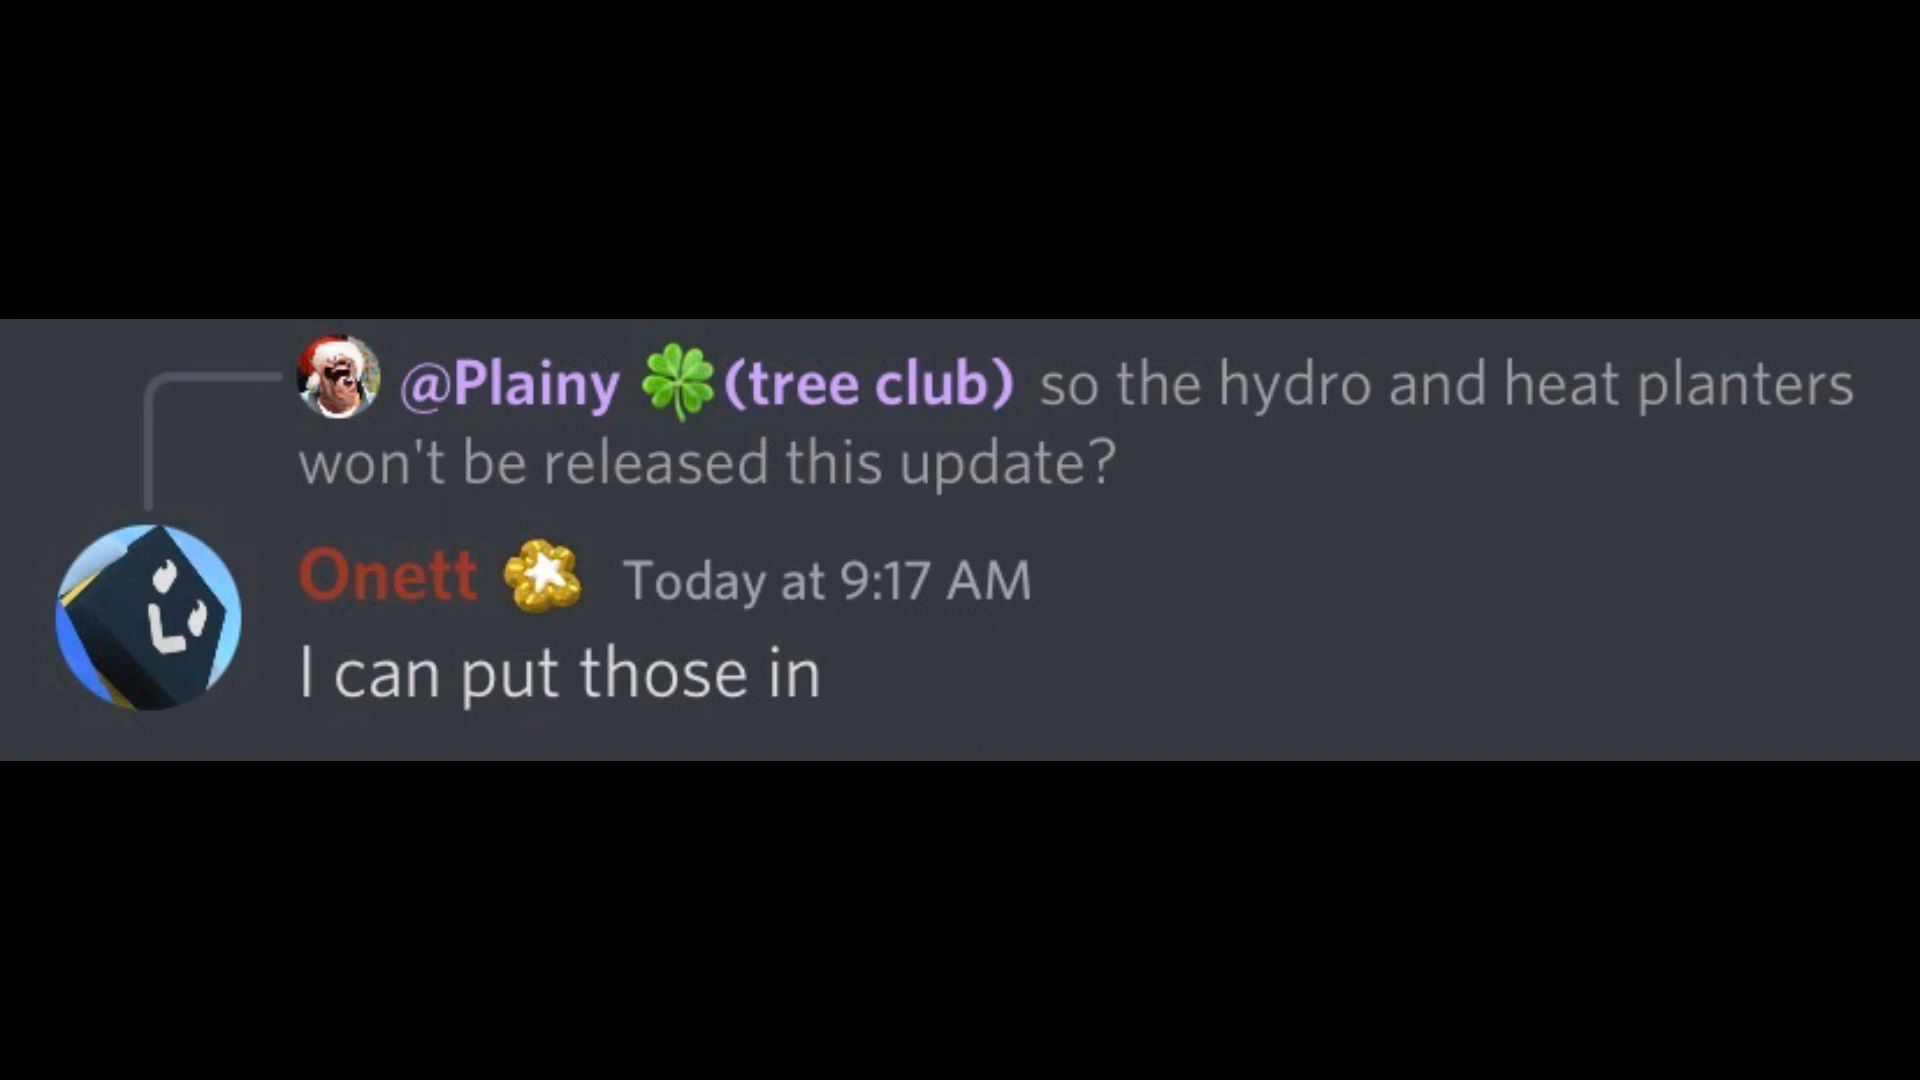 @Plainy 🍀(tree club) so the hydro and heat planters
won't be released this update?
Onett Today at 9:17 AM
I can put those in